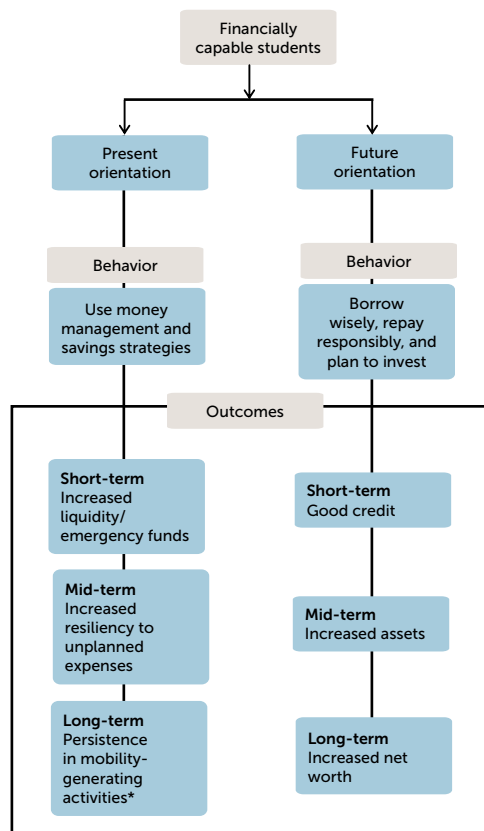 Financially
capable students
Present
orientation
Future
orientation
Behavior
Behavior
Use money
management and
savings strategies
Borrow
wisely, repay
responsibly, and
plan to invest
Outcomes
Short-term
Increased
liquidity/
emergency funds
Short-term
Good credit
Mid-term
Increased
resiliency to
unplanned
expenses
Mid-term
Increased assets
Long-term
Persistence
in mobility-
generating
activities*
Long-term
Increased net
worth